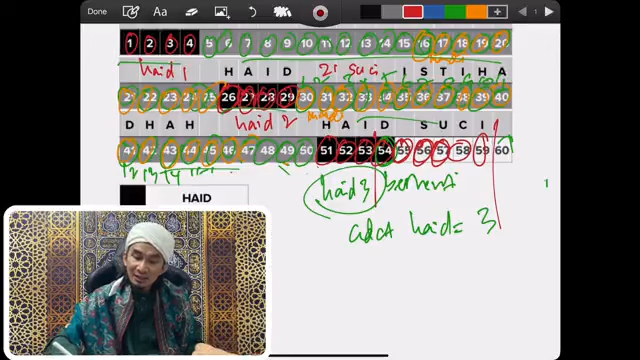 Done
1 2 3 4 5 6 7 8 9 10 11 12 13 14 15 16 17 18 19 20
haid 1 H A I D 21 suci I S T I H A
21 22 23 24 25 26 27 28 29 30 31 32 33 34 35 36 37 38 39 40
D H A H haid 2 H A I D S U C I
41 42 43 44 45 46 47 48 49 50 51 52 53 54 55 56 57 58 59 60
haid 3 berhenti
HAID
adat haid = 3